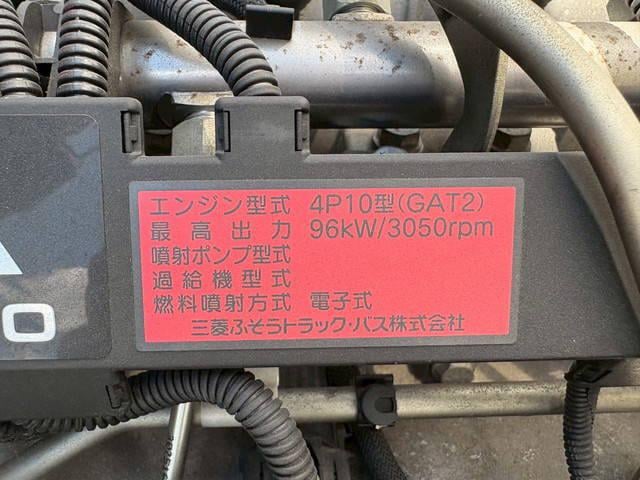 エンジン型式 4P10型(GAT2)
最高出力 96kW/3050rpm
噴射ポンプ型式
過給機型式
燃料噴射方式 電子式
三菱ふそうトラック・バス株式会社
O